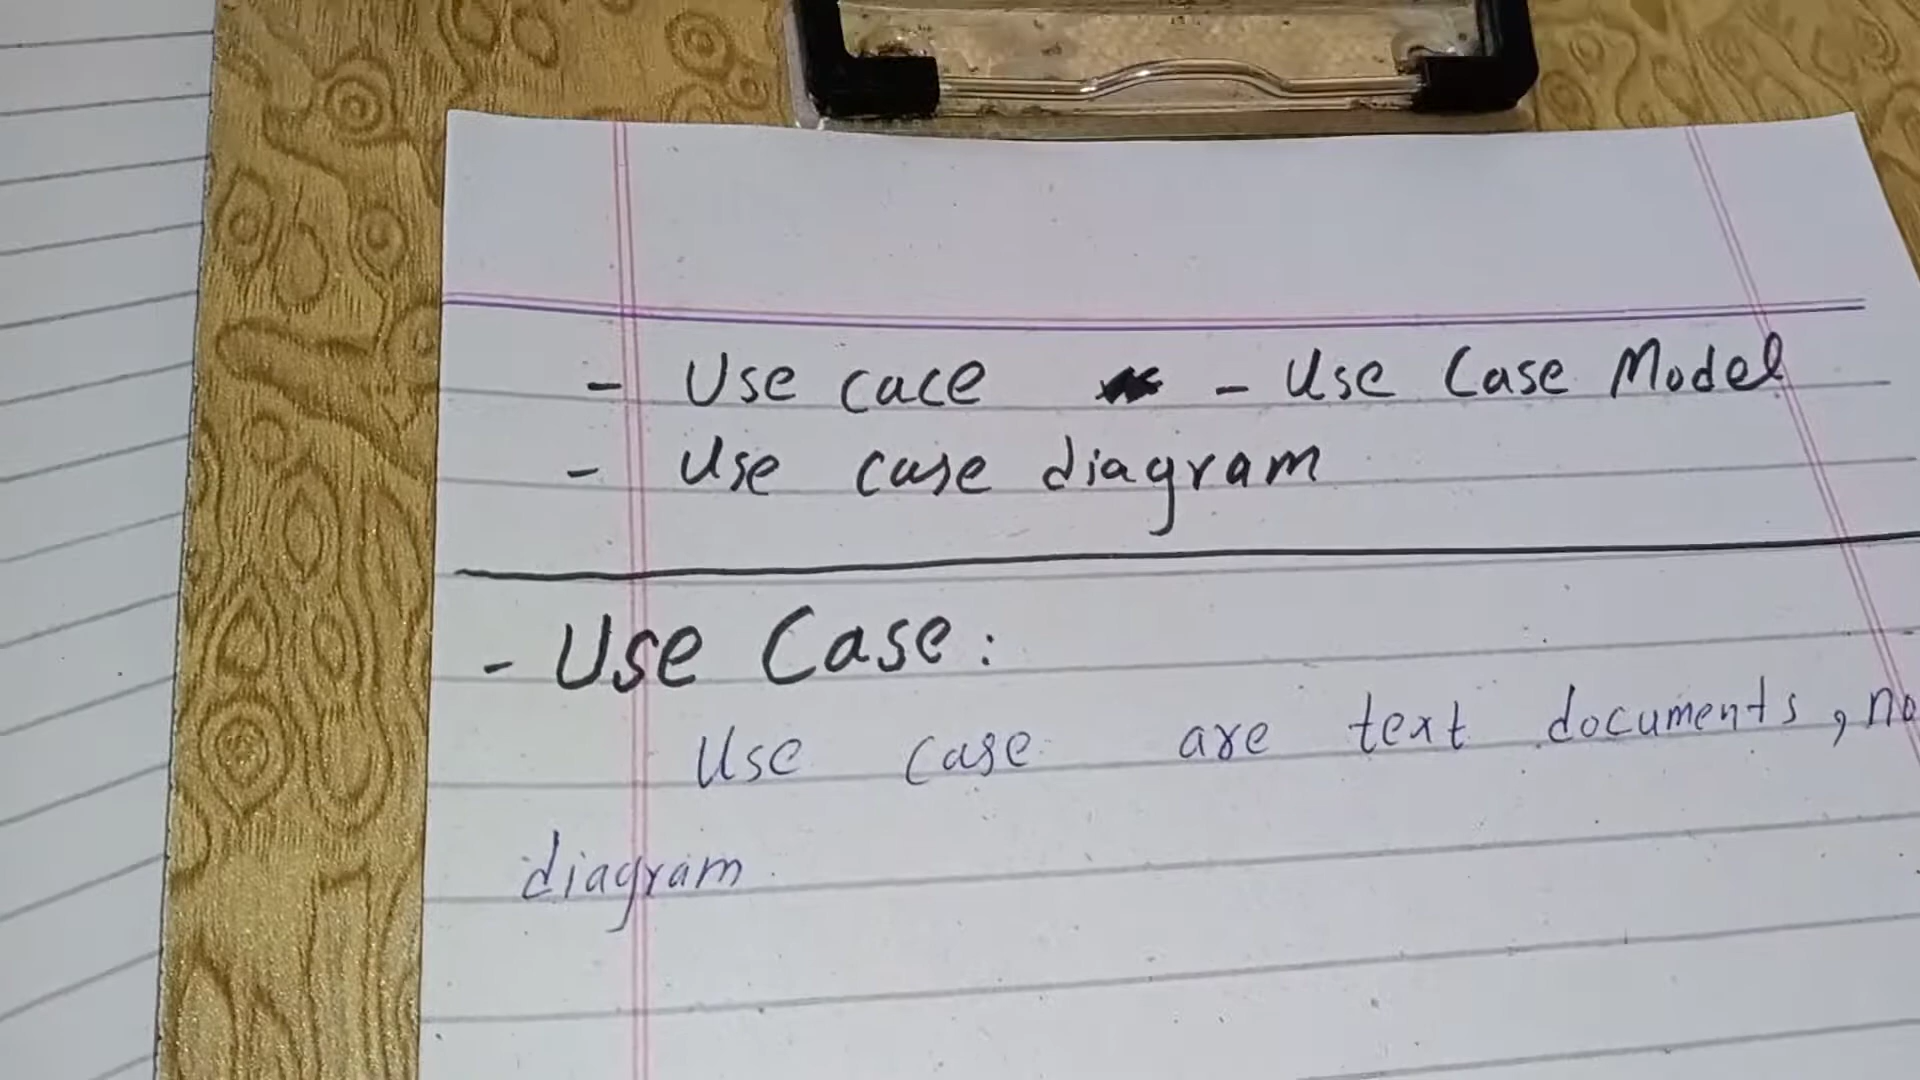 - Use cace - Use Case Model
- Use case diagram
- Use Case:
Use case are text documents, no
diagram